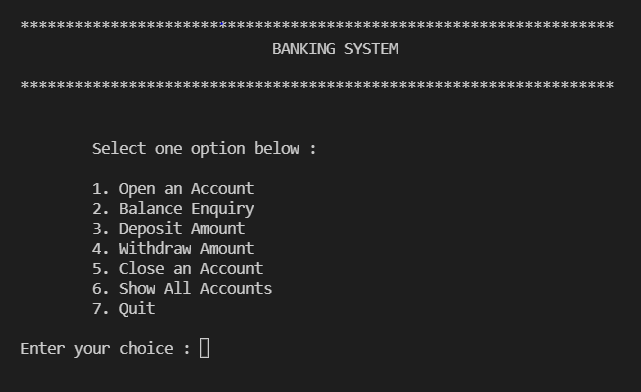 ******************************************************************
BANKING SYSTEM
******************************************************************
Select one option below :
1. Open an Account
2. Balance Enquiry
3. Deposit Amount
4. Withdraw Amount
5. Close an Account
6. Show All Accounts
7. Quit
Enter your choice :